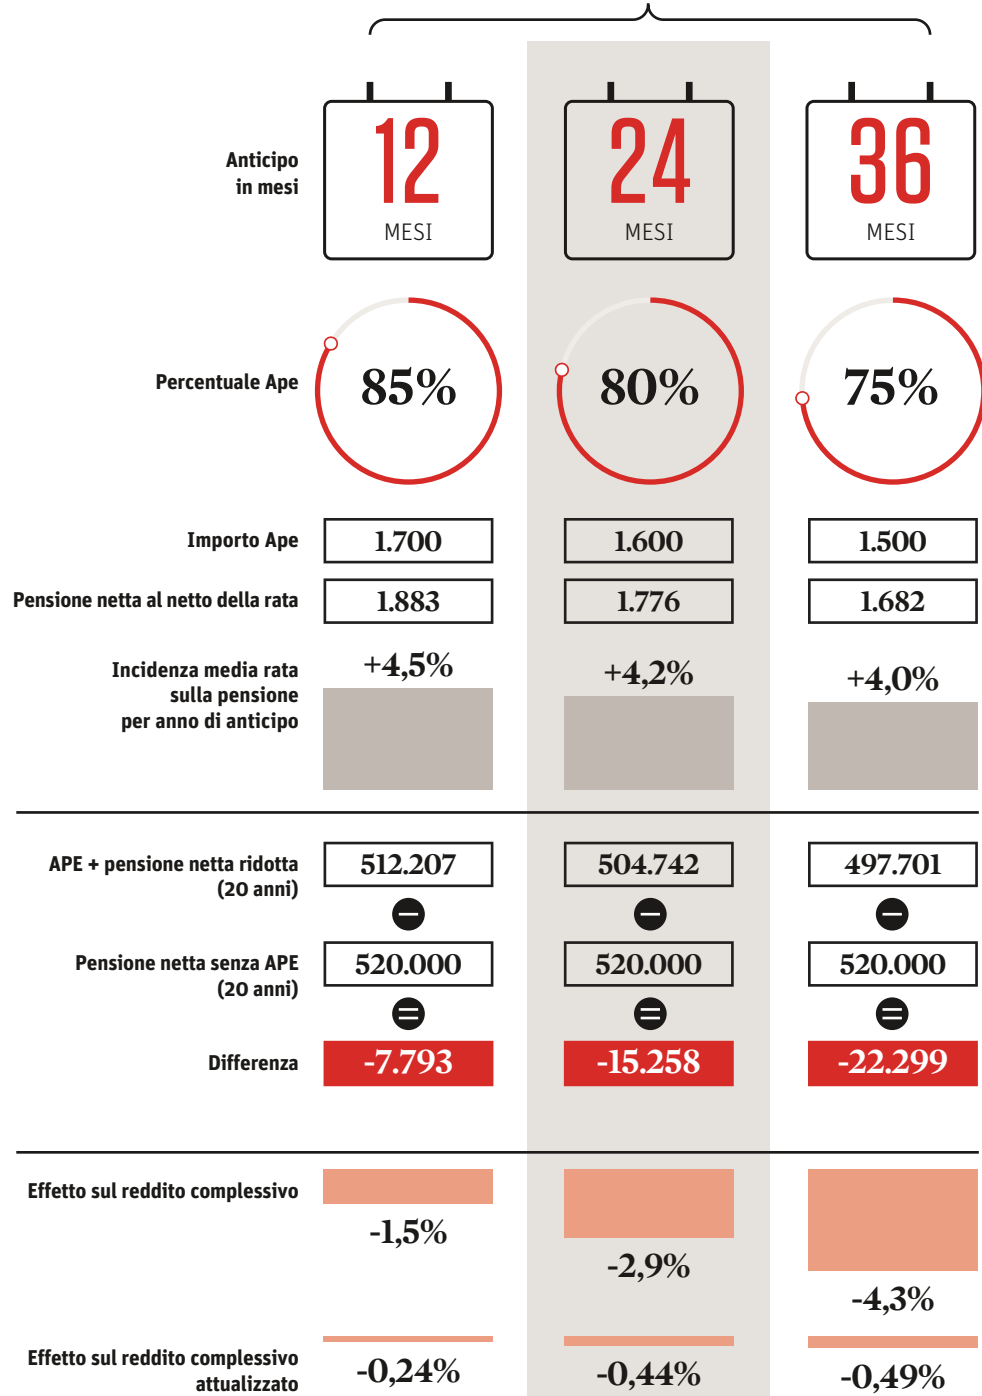 Anticipo
in mesi
12
MESI
24
MESI
36
MESI
Percentuale Ape
85%
80%
75%
Importo Ape
1.700
1.600
1.500
Pensione netta al netto della rata
1.883
1.776
1.682
Incidenza media rata
sulla pensione
per anno di anticipo
+4,5%
+4,2%
+4,0%
APE + pensione netta ridotta
(20 anni)
512.207
504.742
497.701
Pensione netta senza APE
(20 anni)
520.000
520.000
520.000
Differenza
-7.793
-15.258
-22.299
Effetto sul reddito complessivo
-1,5%
-2,9%
-4,3%
Effetto sul reddito complessivo
attualizzato
-0,24%
-0,44%
-0,49%